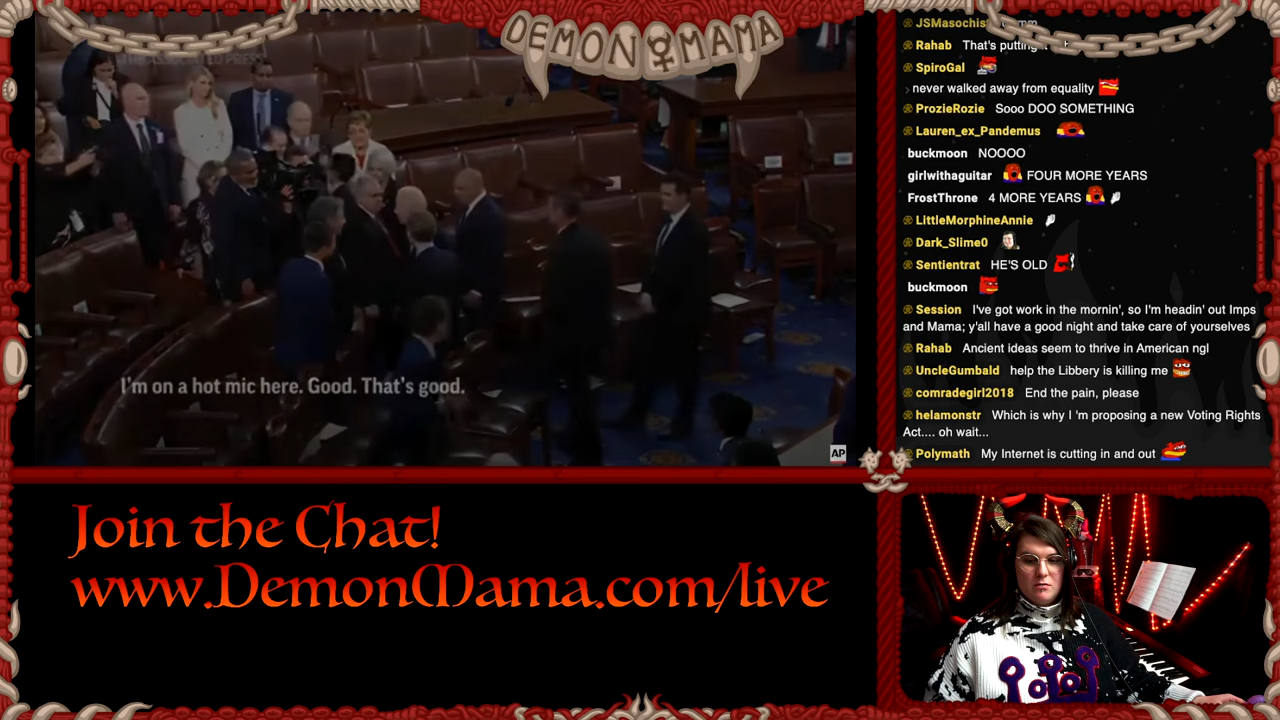 DEMON MAMA
ASSOCIATED PRESS
I'm on a hot mic here. Good. That's good.
AP
JSMasochis
Rahab That's putting
SpiroGal
never walked away from equality
ProzieRozie Sooo DOO SOMETHING
Lauren_ex_Pandemus
buckmoon NOOOO
girlwithaguitar FOUR MORE YEARS
FrostThrone 4 MORE YEARS
LittleMorphineAnnie
Dark_Slime0
Sentientrat HE'S OLD
buckmoon
Session I've got work in the mornin', so I'm headin' out Imps
and Mama; y'all have a good night and take care of yourselves
Rahab Ancient ideas seem to thrive in American ngl
UncleGumbald help the Libbery is killing me
comradegirl2018 End the pain, please
helamonstr Which is why I 'm proposing a new Voting Rights
Act.... oh wait...
Polymath My Internet is cutting in and out
Join the Chat!
www.DemonMama.com/live